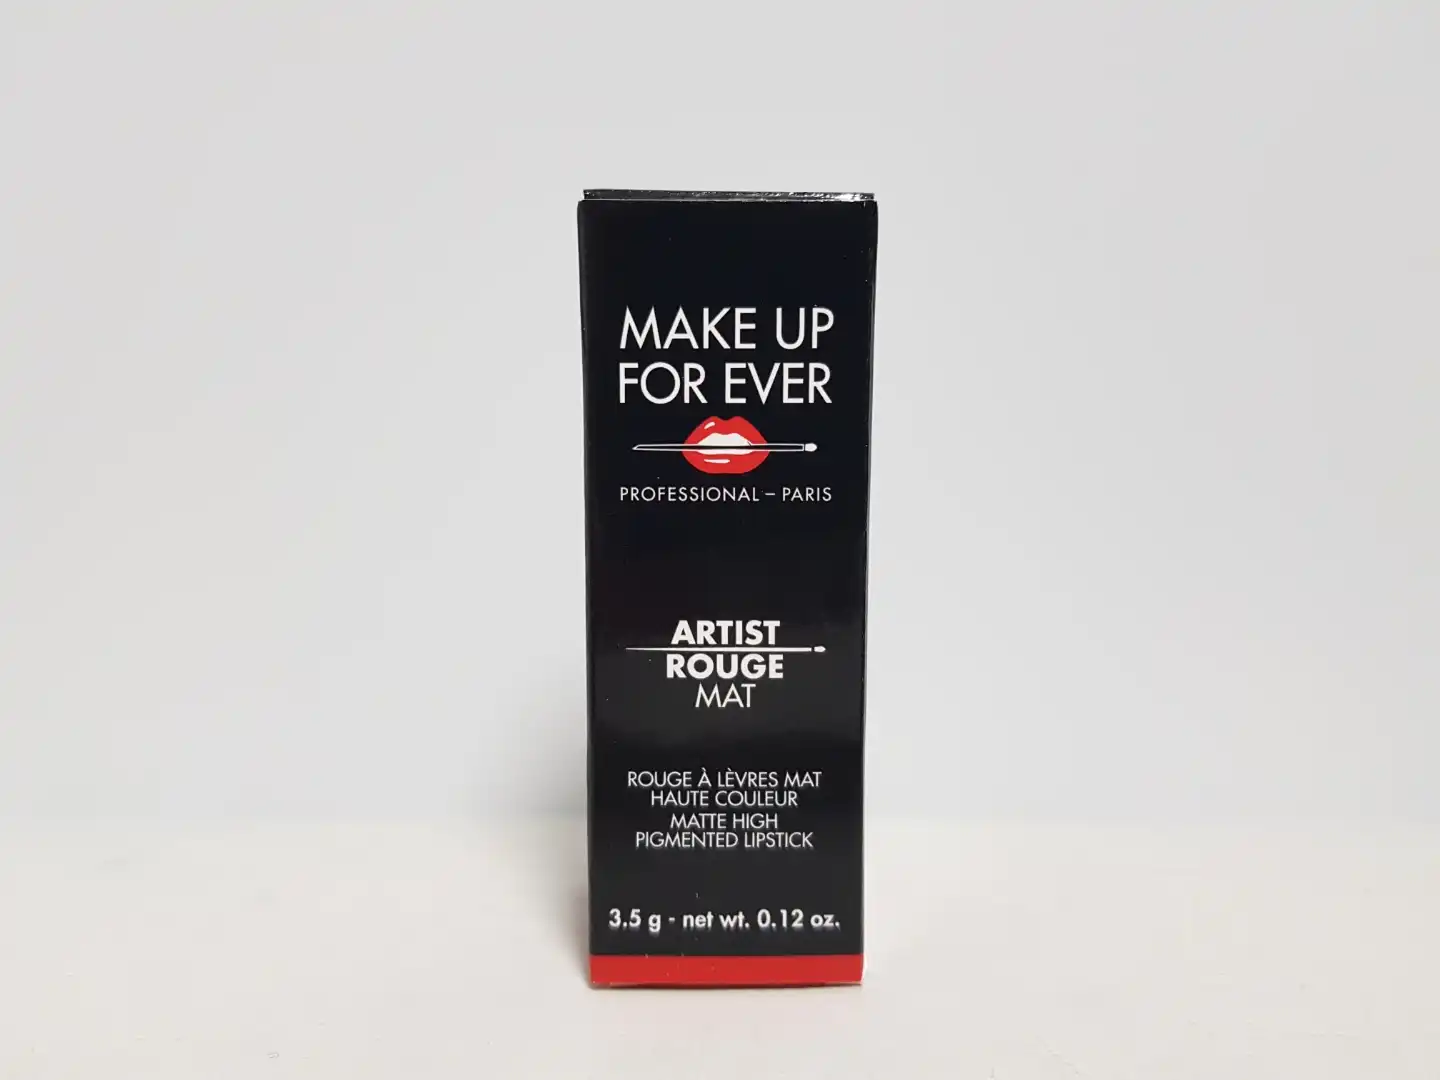 MAKE UP
FOR EVER
PROFESSIONAL – PARIS
ARTIST
ROUGE
MAT
ROUGE À LÈVRES MAT
HAUTE COULEUR
MATTE HIGH
PIGMENTED LIPSTICK
3.5 g - net wt. 0.12 oz.